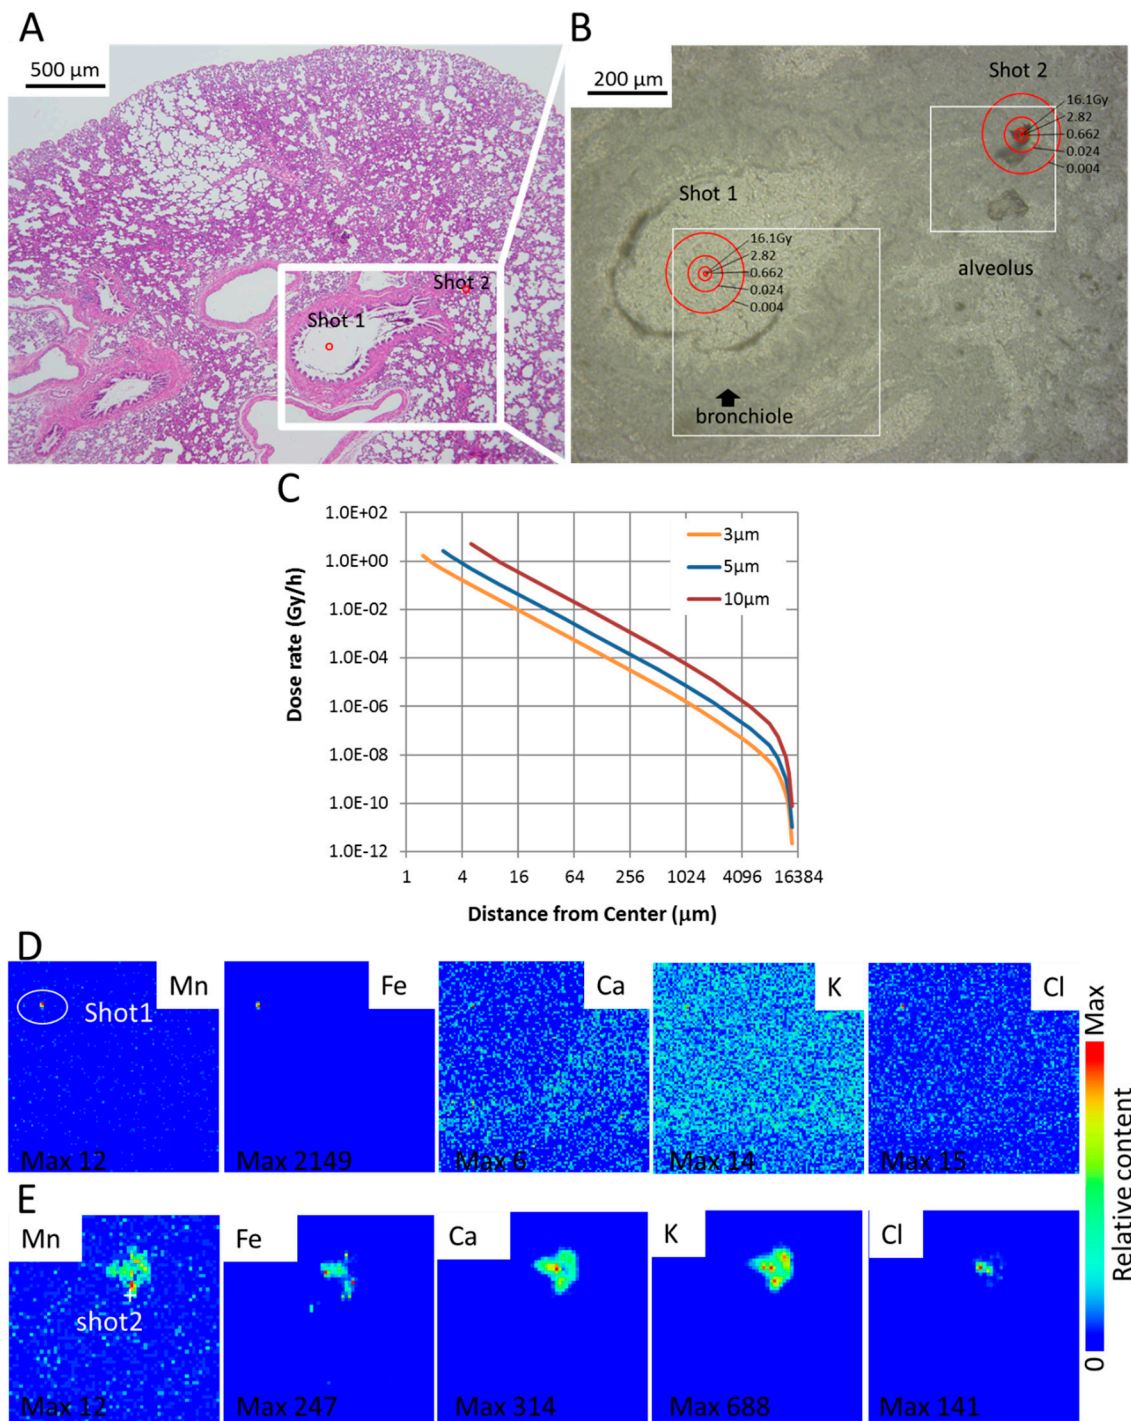 A
500 µm
Shot 2
Shot 1
B
200 µm
Shot 2
16.1Gy
2.82
0.662
0.024
0.004
Shot 1
16.1Gy
2.82
0.662
0.024
0.004
alveolus
bronchiole
C
1.0E+02
1.0E+00
1.0E-02
1.0E-04
1.0E-06
1.0E-08
1.0E-10
1.0E-12
Dose rate (Gy/h)
3µm
5µm
10µm
1 4 16 64 256 1024 4096 16384
Distance from Center (µm)
D
Mn
Shot1
Max 12
Fe
Max 2149
Ca
Max 6
K
Max 14
Cl
Max 15
E
Mn
shot2
Max 12
Fe
Max 247
Ca
Max 314
K
Max 688
Cl
Max 141
Max
Relative content
0